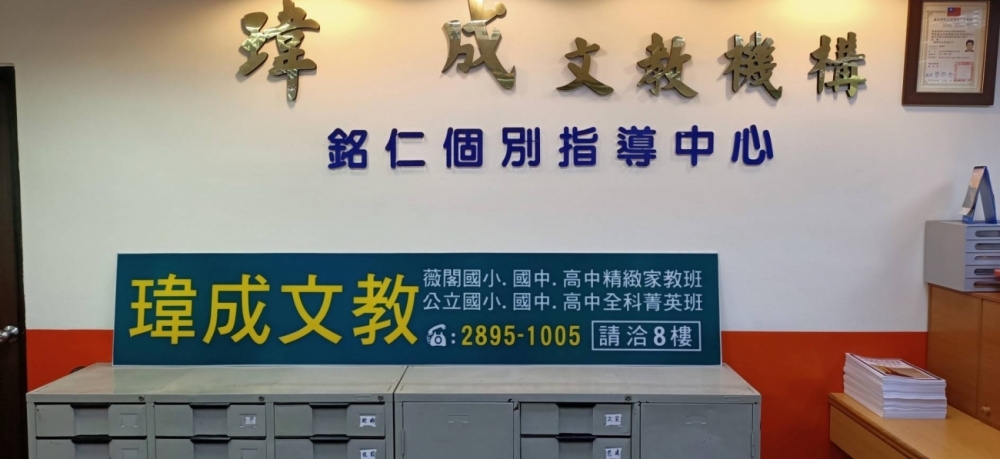 瑋成文教機構
銘仁個別指導中心
瑋成文教
薇閣國小.國中.高中精緻家教班
公立國小.國中.高中全科菁英班
☎:2895-1005 請洽8樓